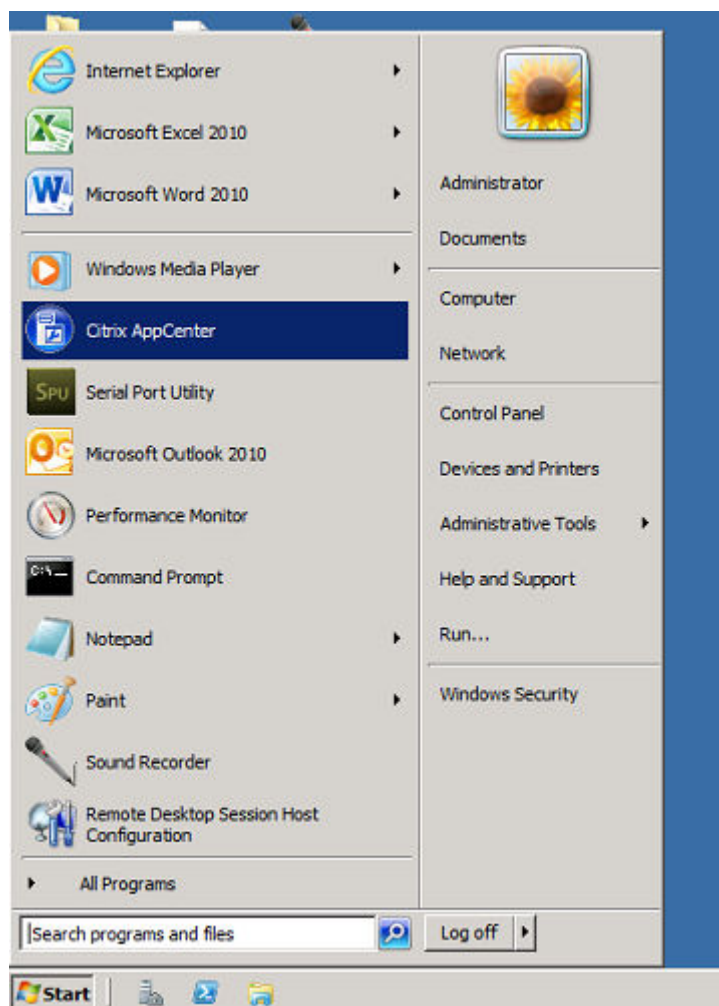 Internet Explorer
Microsoft Excel 2010
Microsoft Word 2010
Windows Media Player
Citrix AppCenter
SPU
Serial Port Utility
Microsoft Outlook 2010
Performance Monitor
C:\_
Command Prompt
Notepad
Paint
Sound Recorder
Remote Desktop Session Host
Configuration
All Programs
Search programs and files
Administrator
Documents
Computer
Network
Control Panel
Devices and Printers
Administrative Tools
Help and Support
Run...
Windows Security
Log off
Start